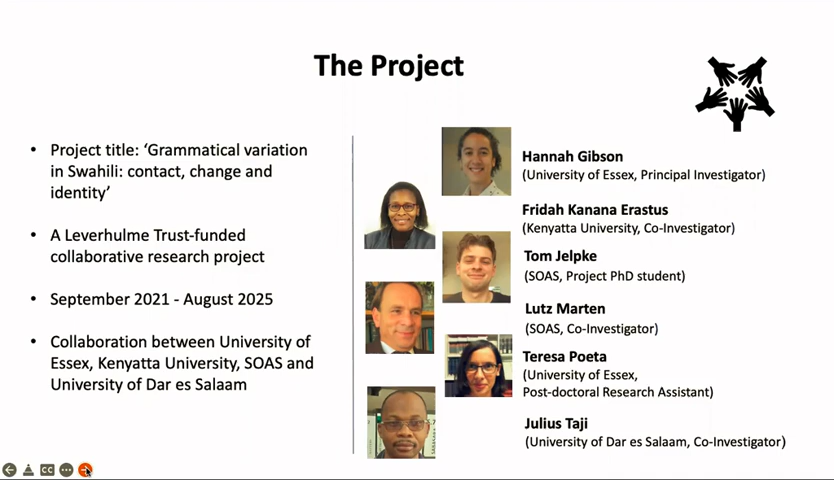 The Project
• Project title: ‘Grammatical variation
in Swahili: contact, change and
identity’
• A Leverhulme Trust-funded
collaborative research project
• September 2021 - August 2025
• Collaboration between University of
Essex, Kenyatta University, SOAS and
University of Dar es Salaam
Hannah Gibson
(University of Essex, Principal Investigator)
Fridah Kanana Erastus
(Kenyatta University, Co-Investigator)
Tom Jelpke
(SOAS, Project PhD student)
Lutz Marten
(SOAS, Co-Investigator)
Teresa Poeta
(University of Essex,
Post-doctoral Research Assistant)
Julius Taji
(University of Dar es Salaam, Co-Investigator)
CC